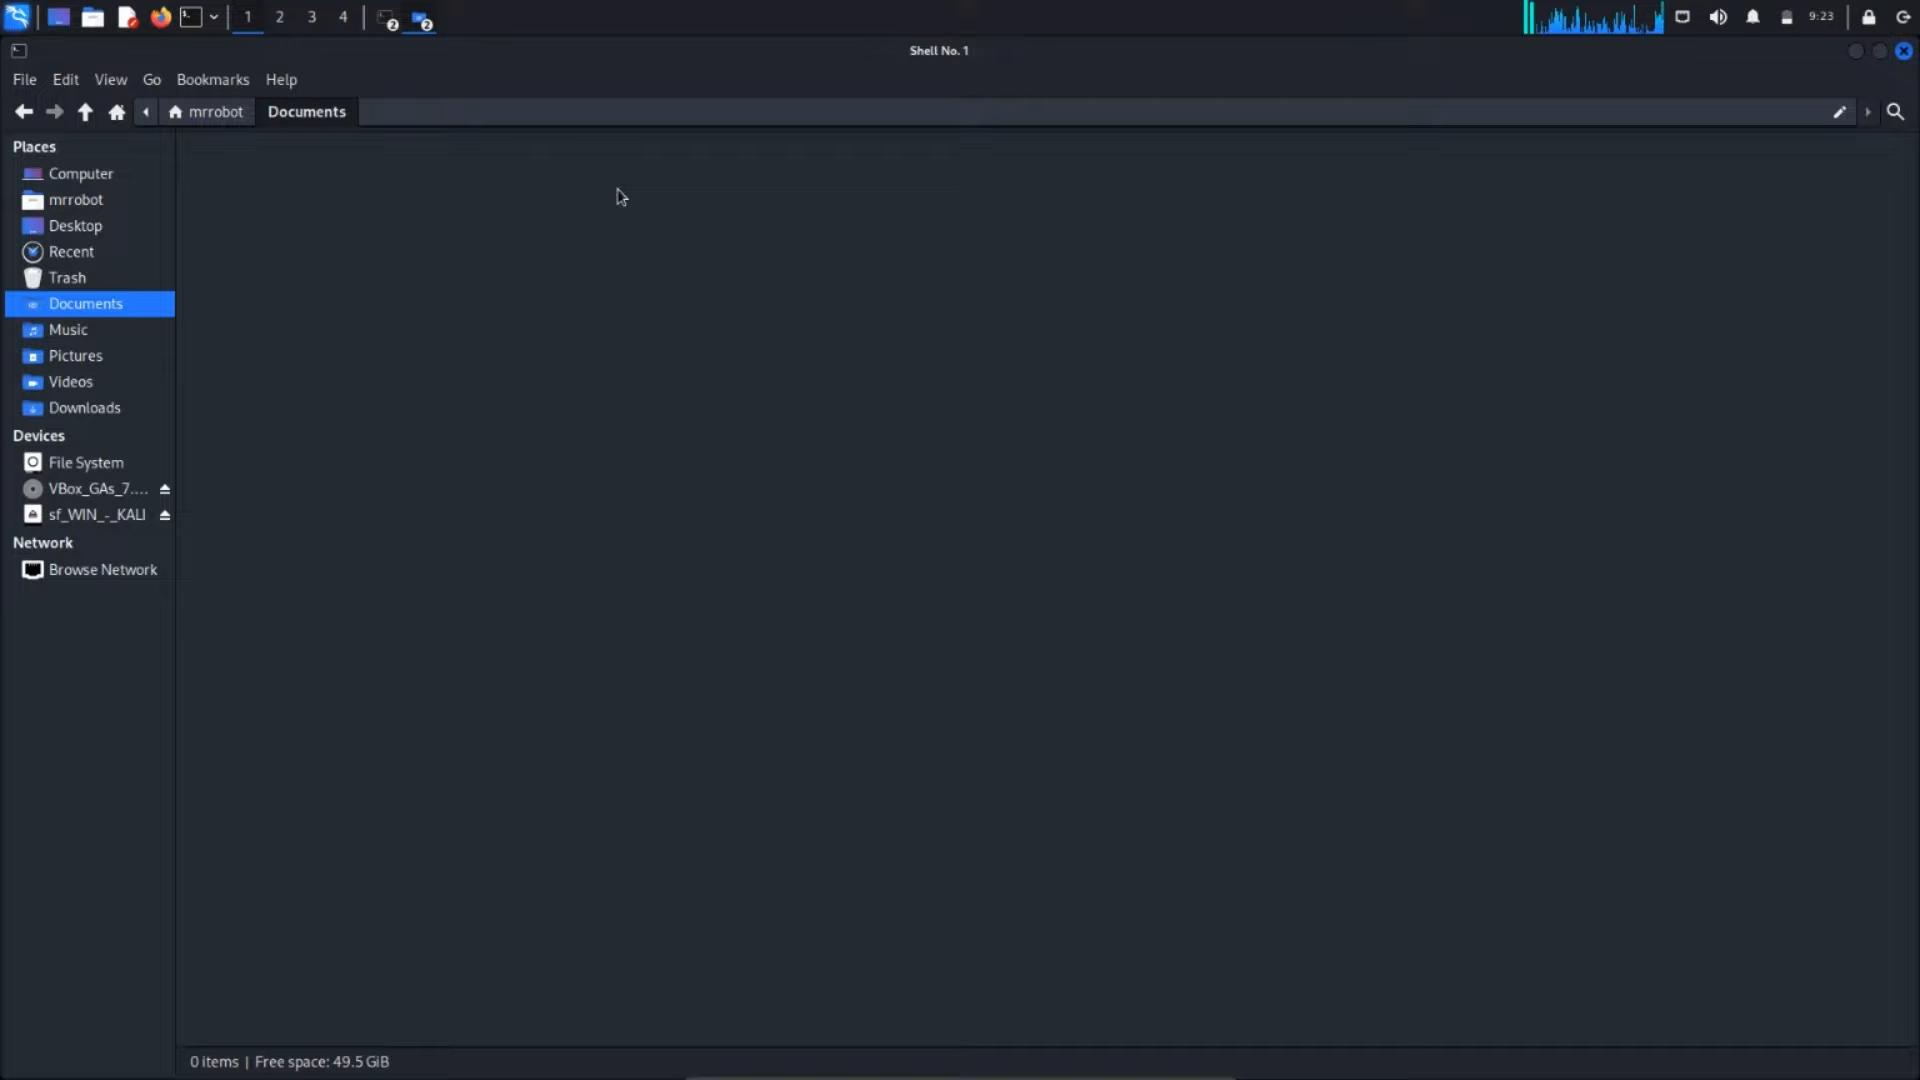 1 2 3 4 2 2 9:23
Shell No. 1
File Edit View Go Bookmarks Help
mrrobot Documents
Places
Computer
mrrobot
Desktop
Recent
Trash
Documents
Music
Pictures
Videos
Downloads
Devices
File System
VBox_GAs_7....
sf_WIN_-_KALI
Network
Browse Network
0 items | Free space: 49.5 GiB